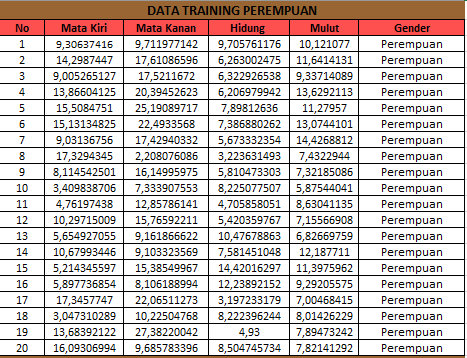 DATA TRAINING PEREMPUAN
No Mata Kiri Mata Kanan Hidung Mulut Gender
1 9,30637416 9,711977142 9,705761176 10,121077 Perempuan
2 14,2987447 17,61086596 6,263002475 11,6414131 Perempuan
3 9,005265127 17,5211672 6,322926538 9,33714089 Perempuan
4 13,86604125 20,39452623 6,206979942 13,6292113 Perempuan
5 15,5084751 25,19089717 7,89812636 11,27957 Perempuan
6 15,13134825 22,4933568 7,386880262 13,0744101 Perempuan
7 9,03136756 17,42940332 5,673332354 14,4268812 Perempuan
8 17,3294345 2,208076086 3,223631493 7,4322944 Perempuan
9 8,114542501 16,14995975 5,810473303 7,32185086 Perempuan
10 3,409838706 7,333907553 8,225077507 5,87544041 Perempuan
11 4,76197438 12,85786141 4,705858051 8,63041135 Perempuan
12 10,29715009 15,76592211 5,420359767 7,15566908 Perempuan
13 5,654927055 9,161866622 10,47678863 6,82669759 Perempuan
14 10,67993446 9,103323569 7,581451048 12,187711 Perempuan
15 5,214345597 15,38549967 14,42016297 11,3975962 Perempuan
16 5,897736854 8,106188994 12,23892152 9,29205575 Perempuan
17 17,3457747 22,06511273 3,197233179 7,00468415 Perempuan
18 3,047310289 10,22504768 8,222396244 8,01426229 Perempuan
19 13,68392122 27,38220042 4,93 7,89473242 Perempuan
20 16,09306994 9,685783396 8,504745734 7,82141292 Perempuan